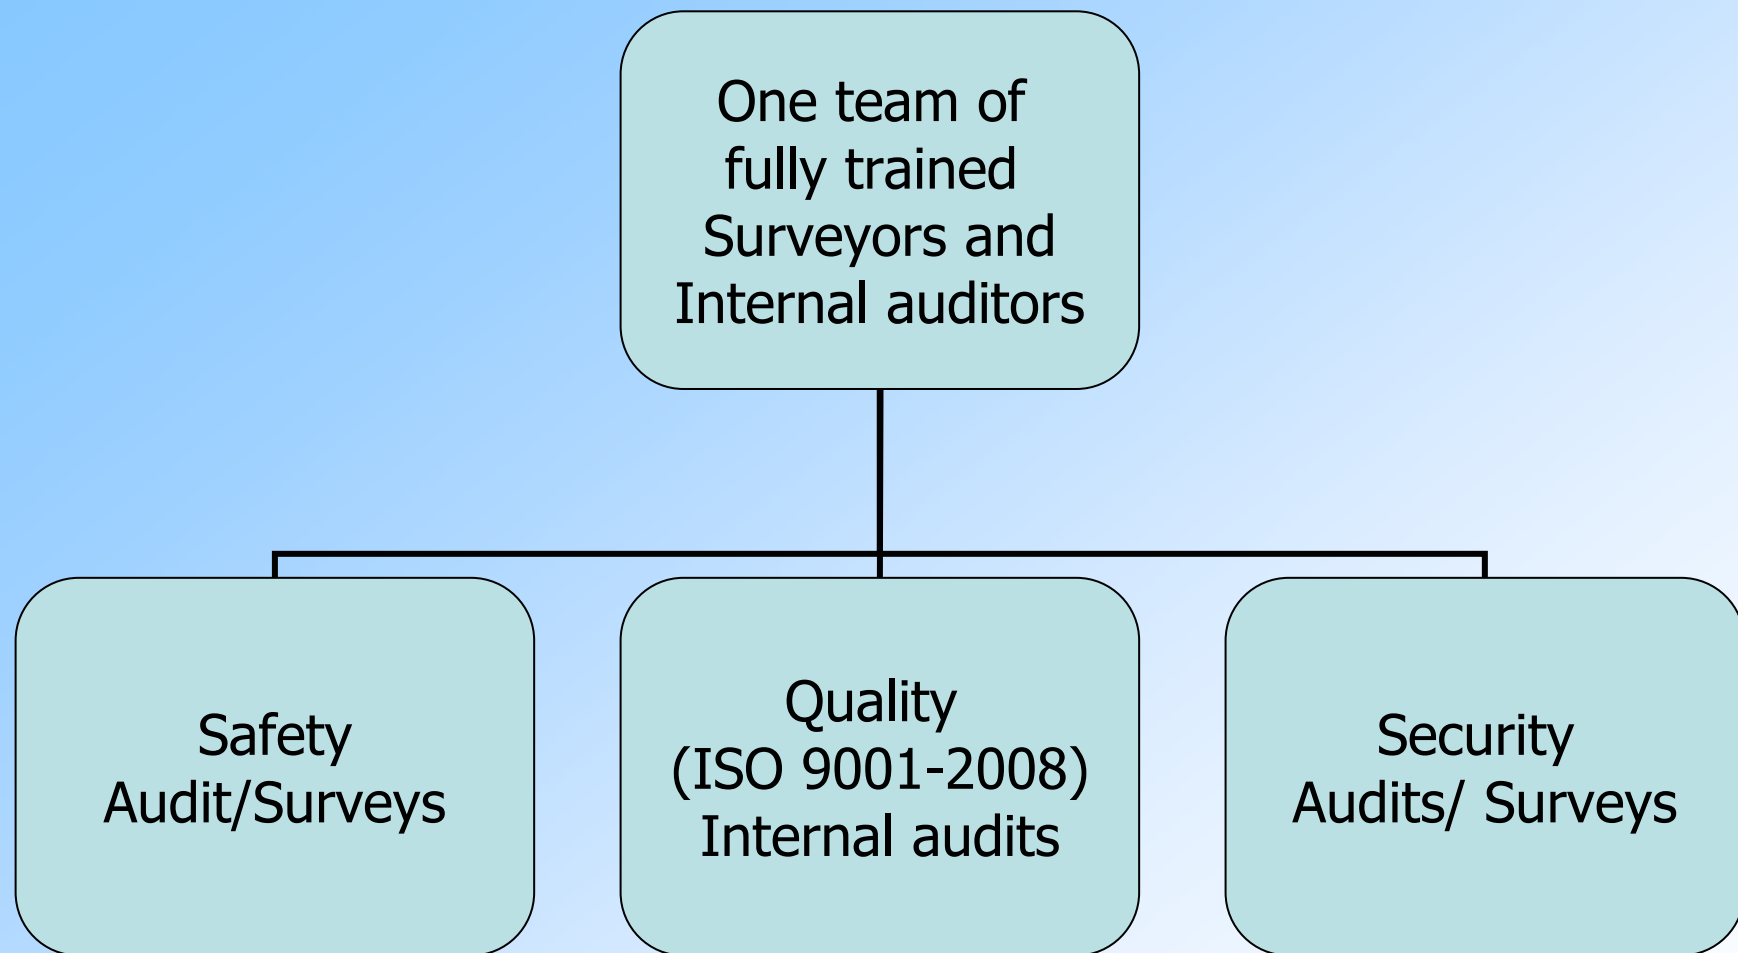 One team of
fully trained
Surveyors and
Internal auditors
Safety
Audit/Surveys
Quality
(ISO 9001-2008)
Internal audits
Security
Audits/ Surveys